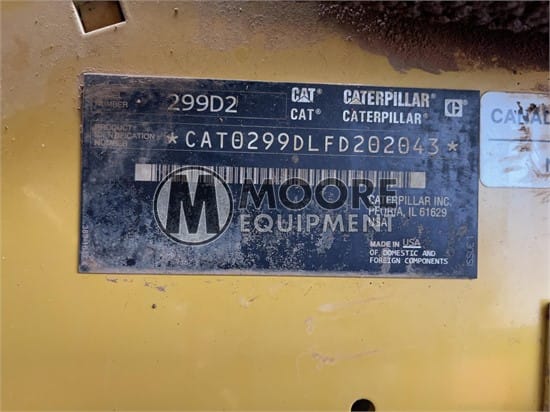 NUMBER 299D2 CAT CATERPILLAR
CAT® CATERPILLAR®
PRODUCT
IDENTIFICATION
NUMBER
*CAT0299DLFD202043*
M MOORE
EQUIPMENT
CATERPILLAR INC.
PEORIA, IL 61629
USA
MADE IN USA
OF DOMESTIC AND
FOREIGN COMPONENTS